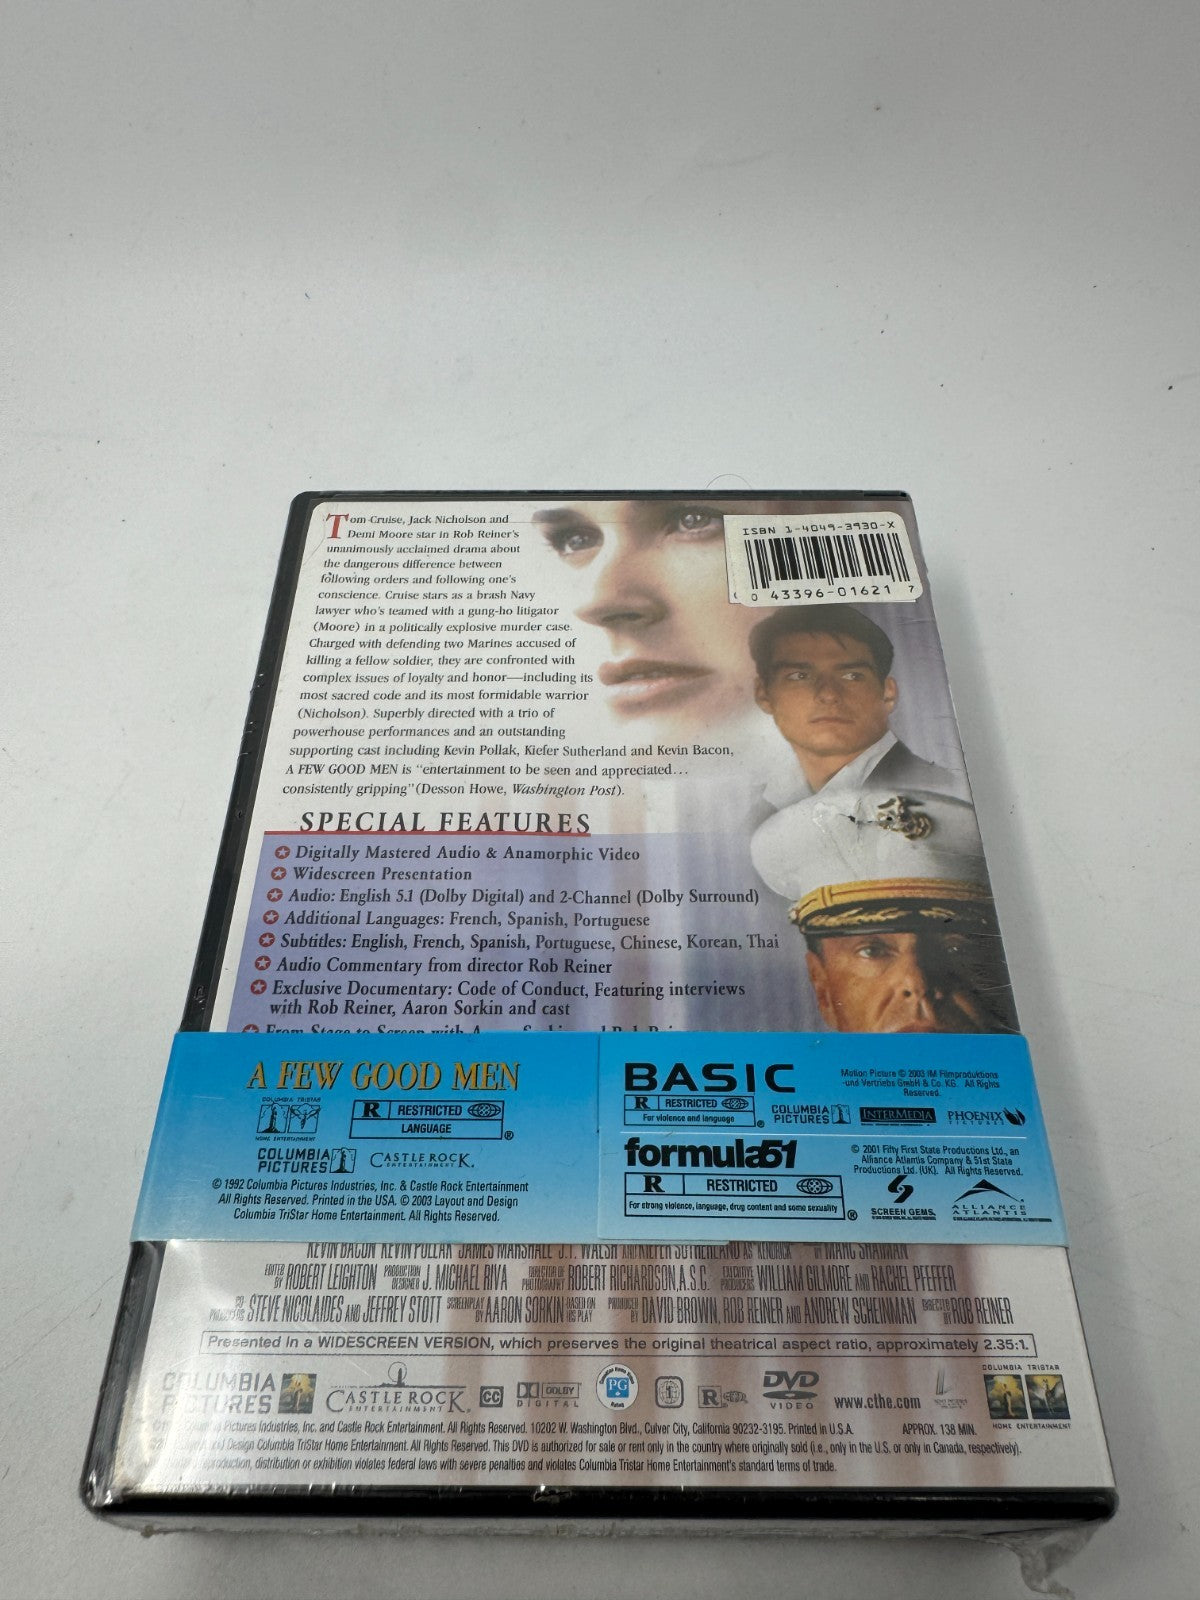 Tom Cruise, Jack Nicholson and
Demi Moore star in Rob Reiner's
unanimously acclaimed drama about
the dangerous difference between
following orders and following one's
conscience. Cruise stars as a brash Navy
lawyer who's teamed with a gung-ho litigator
(Moore) in a politically explosive murder case.
Charged with defending two Marines accused of
killing a fellow soldier, they are confronted with
complex issues of loyalty and honor—including its
most sacred code and its most formidable warrior
(Nicholson). Superbly directed with a trio of
powerhouse performances and an outstanding
supporting cast including Kevin Pollak, Kiefer Sutherland and Kevin Bacon,
A FEW GOOD MEN is "entertainment to be seen and appreciated...
consistently gripping" (Desson Howe, Washington Post).
ISBN 1-4049-3930-X
0 43396-01621 7
SPECIAL FEATURES
Digitally Mastered Audio & Anamorphic Video
Widescreen Presentation
Audio: English 5.1 (Dolby Digital) and 2-Channel (Dolby Surround)
Additional Languages: French, Spanish, Portuguese
Subtitles: English, French, Spanish, Portuguese, Chinese, Korean, Thai
Audio Commentary from director Rob Reiner
Exclusive Documentary: Code of Conduct, Featuring interviews
with Rob Reiner, Aaron Sorkin and cast
From Stage to Screen with Aaron Sorkin and Rob Reiner
A FEW GOOD MEN
COLUMBIA TRISTAR
HOME ENTERTAINMENT
R RESTRICTED
LANGUAGE
®
COLUMBIA
PICTURES
CASTLE ROCK
ENTERTAINMENT
© 1992 Columbia Pictures Industries, Inc. & Castle Rock Entertainment
All Rights Reserved. Printed in the USA. © 2003 Layout and Design
Columbia TriStar Home Entertainment. All Rights Reserved.
BASIC
Motion Picture © 2003 IM Filmproduktions
-und Vertriebs GmbH & Co. KG. All Rights
Reserved.
R RESTRICTED
For violence and language
®
COLUMBIA
PICTURES
INTERMEDIA
PHOENIX
PICTURES
formula51
© 2001 Fifty First State Productions Ltd., an
Alliance Atlantis Company & 51st State
Productions Ltd. (UK). All Rights Reserved.
R RESTRICTED
For strong violence, language, drug content and some sexuality
®
SCREEN GEMS
ALLIANCE
ATLANTIS
KEVIN BACON KEVIN POLLAK JAMES MARSHALL J.T. WALSH AND KIEFER SUTHERLAND AS 'KENDRICK' BY MARC SHAIMAN
EDITED BY ROBERT LEIGHTON PRODUCTION DESIGNER J. MICHAEL RIVA DIRECTOR OF PHOTOGRAPHY ROBERT RICHARDSON, A.S.C. EXECUTIVE PRODUCERS WILLIAM GILMORE AND RACHEL PFEFFER
CO-PRODUCERS STEVE NICOLAIDES AND JEFFREY STOTT SCREENPLAY BY AARON SORKIN BASED ON HIS PLAY PRODUCED BY DAVID BROWN, ROB REINER AND ANDREW SCHEINMAN DIRECTED BY ROB REINER
Presented in a WIDESCREEN VERSION, which preserves the original theatrical aspect ratio, approximately 2.35:1.
COLUMBIA
PICTURES
CASTLE ROCK
ENTERTAINMENT
CC
DOLBY
DIGITAL
PG
1
R
DVD
VIDEO
www.cthe.com
COLUMBIA TRISTAR
HOME ENTERTAINMENT
Pictures Industries, Inc. and Castle Rock Entertainment. All Rights Reserved. 10202 W. Washington Blvd., Culver City, California 90232-3195. Printed in U.S.A. APPROX. 138 MIN.
Design Columbia TriStar Home Entertainment. All Rights Reserved. This DVD is authorized for sale or rent only in the country where originally sold (i.e., only in the U.S. or only in Canada, respectively).
reproduction, distribution or exhibition violates federal laws with severe penalties and violates Columbia Tristar Home Entertainment's standard terms of trade.